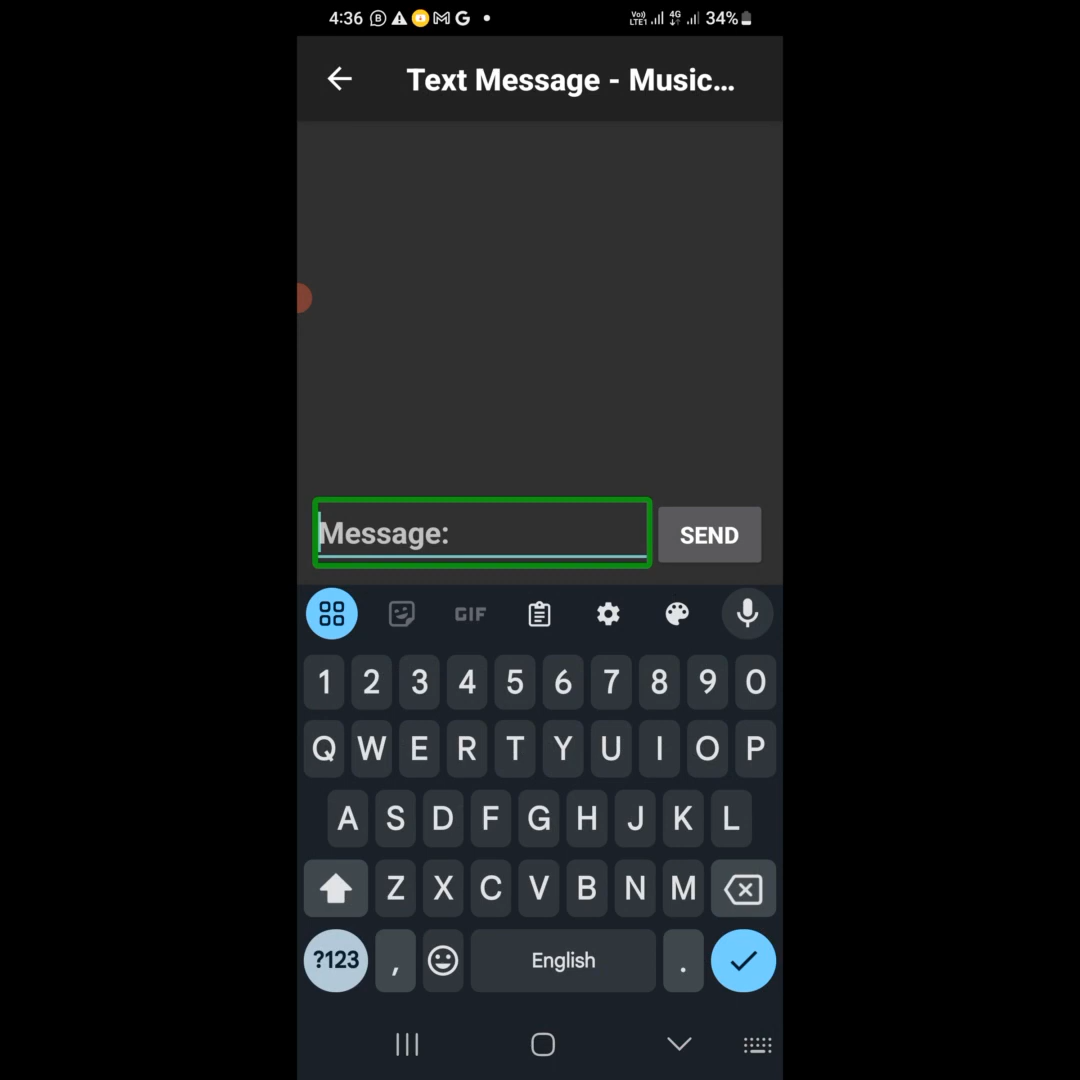 4:36 34%
Text Message - Music...
Message:
SEND
GIF
1 2 3 4 5 6 7 8 9 0
Q W E R T Y U I O P
A S D F G H J K L
Z X C V B N M
?123 , English .